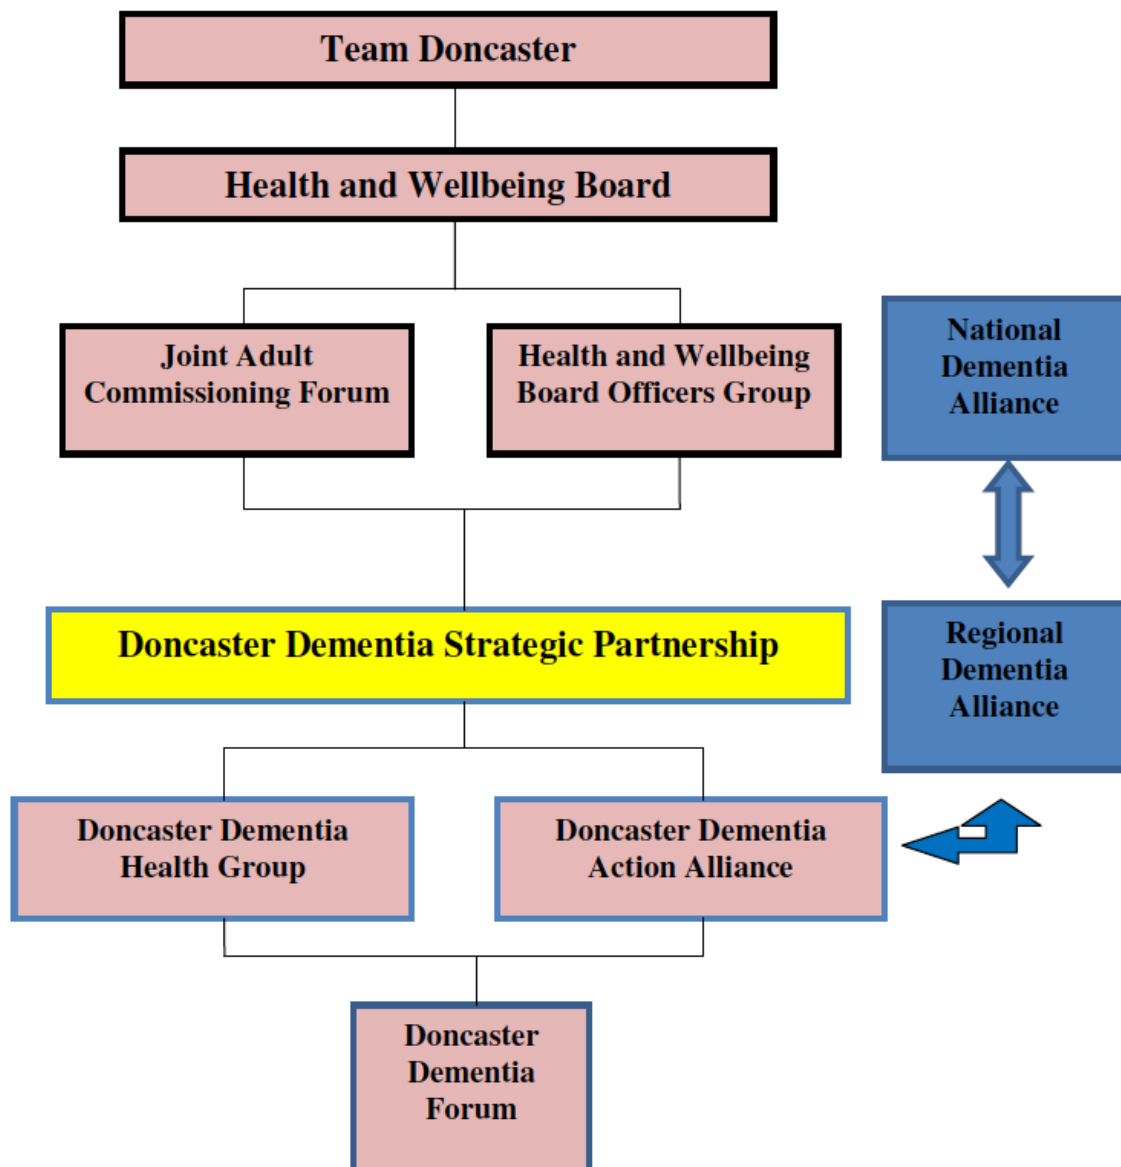 Team Doncaster
Health and Wellbeing Board
Joint Adult
Commissioning Forum
Health and Wellbeing
Board Officers Group
National
Dementia
Alliance
Doncaster Dementia Strategic Partnership
Regional
Dementia
Alliance
Doncaster Dementia
Health Group
Doncaster Dementia
Action Alliance
Doncaster
Dementia
Forum